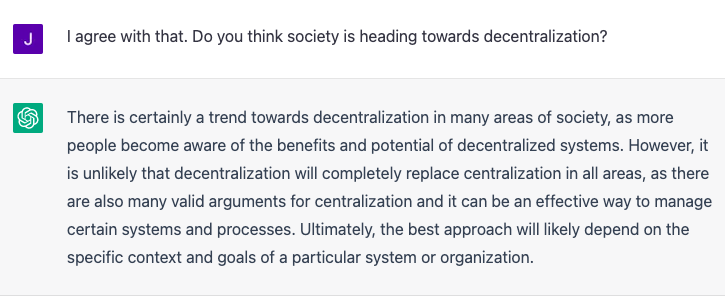 J
I agree with that. Do you think society is heading towards decentralization?
There is certainly a trend towards decentralization in many areas of society, as more
people become aware of the benefits and potential of decentralized systems. However, it
is unlikely that decentralization will completely replace centralization in all areas, as there
are also many valid arguments for centralization and it can be an effective way to manage
certain systems and processes. Ultimately, the best approach will likely depend on the
specific context and goals of a particular system or organization.